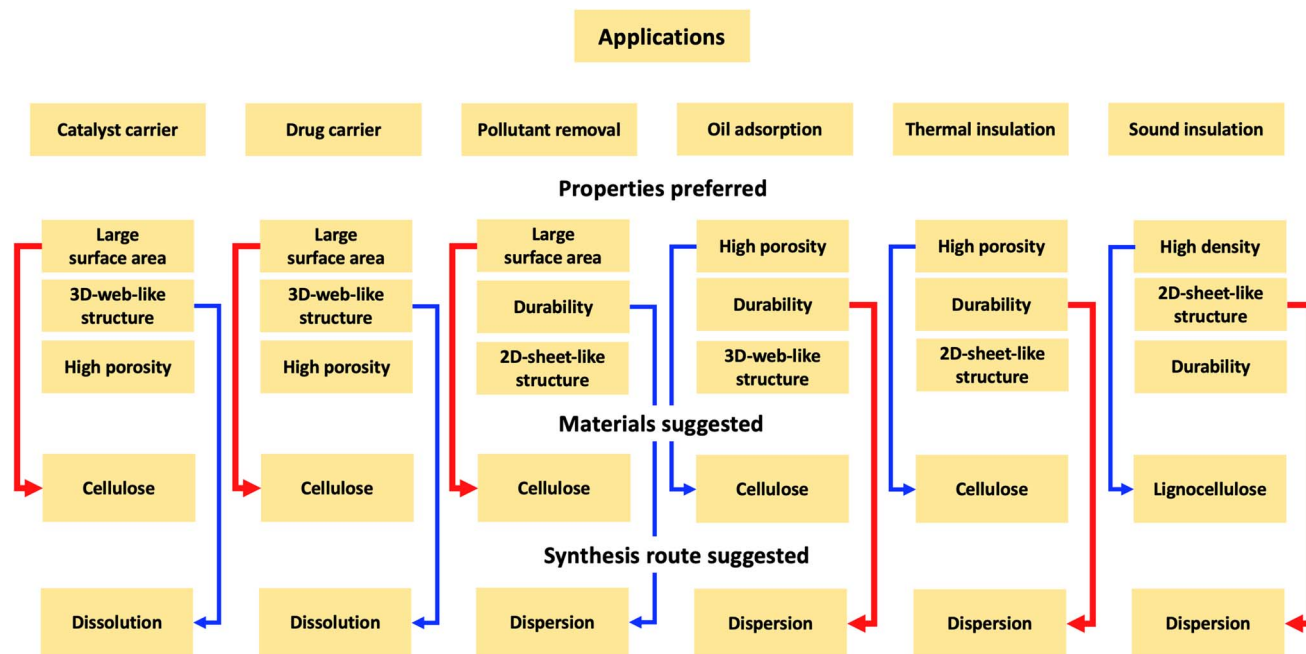 Applications
Catalyst carrier
Drug carrier
Pollutant removal
Oil adsorption
Thermal insulation
Sound insulation
Properties preferred
Large
surface area
Large
surface area
Large
surface area
High porosity
High porosity
High density
3D-web-like
structure
3D-web-like
structure
Durability
Durability
Durability
2D-sheet-like
structure
High porosity
High porosity
2D-sheet-like
structure
3D-web-like
structure
2D-sheet-like
structure
Durability
Materials suggested
Cellulose
Cellulose
Cellulose
Cellulose
Cellulose
Lignocellulose
Synthesis route suggested
Dissolution
Dissolution
Dispersion
Dispersion
Dispersion
Dispersion